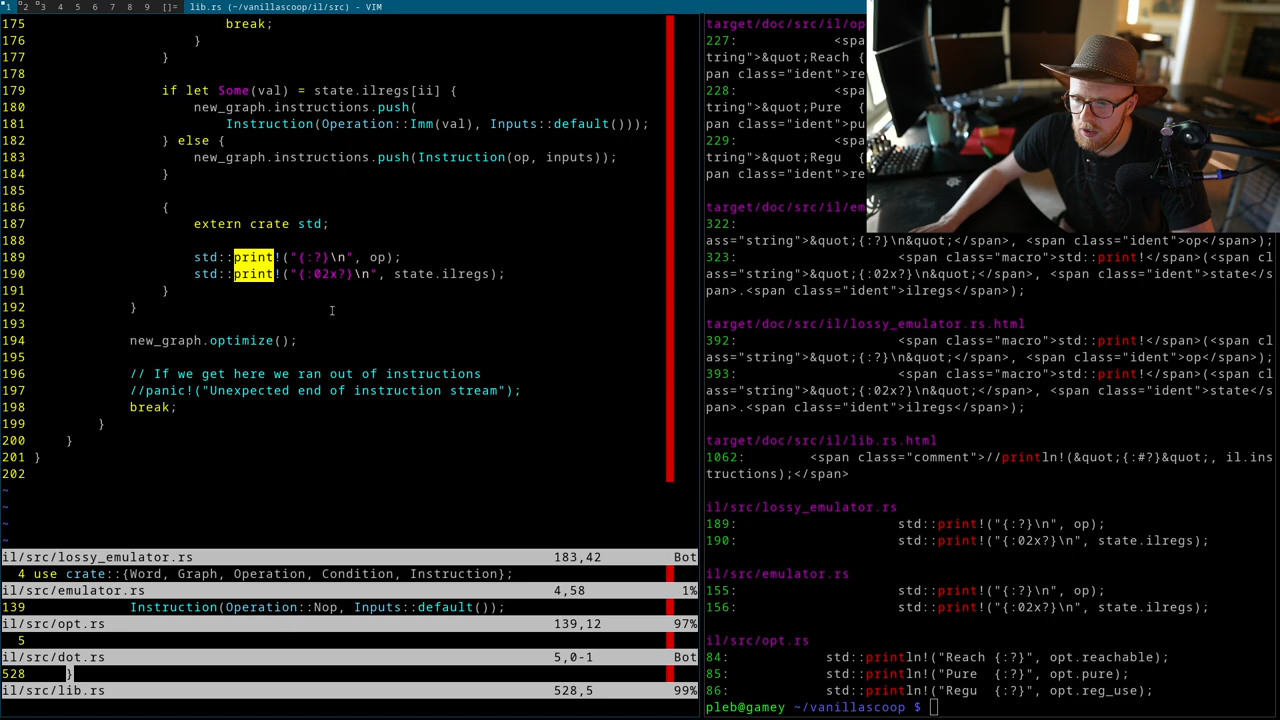 1 2 3 4 5 6 7 8 9 []= lib.rs (~/vanillascoop/il/src) - VIM
175 break;
176 }
177 }
178
179 if let Some(val) = state.ilregs[ii] {
180 new_graph.instructions.push(
181 Instruction(Operation::Imm(val), Inputs::default()));
182 } else {
183 new_graph.instructions.push(Instruction(op, inputs));
184 }
185
186 {
187 extern crate std;
188
189 std::print!("{:?}\n", op);
190 std::print!("{:02x?}\n", state.ilregs);
191 }
192 }
193
194 new_graph.optimize();
195
196 // If we get here we ran out of instructions
197 //panic!("Unexpected end of instruction stream");
198 break;
199 }
200 }
201 }
202
~
~
~
~
il/src/lossy_emulator.rs 183,42 Bot
4 use crate::{Word, Graph, Operation, Condition, Instruction};
il/src/emulator.rs 4,58 1%
139 Instruction(Operation::Nop, Inputs::default());
il/src/opt.rs 139,12 97%
5
il/src/dot.rs 5,0-1 Bot
528 }
il/src/lib.rs 528,5 99%
target/doc/src/il/op
227: <spa
tring">&quot;Reach {
pan class="ident">re
228: <spa
tring">&quot;Pure {
pan class="ident">pu
229: <spa
tring">&quot;Regu {
pan class="ident">re
target/doc/src/il/em
322:
ass="string">&quot;{:?}\n&quot;</span>, <span class="ident">op</span>);
323: <span class="macro">std::print!</span>(<span cl
ass="string">&quot;{:02x?}\n&quot;</span>, <span class="ident">state</s
pan>.<span class="ident">ilregs</span>);
target/doc/src/il/lossy_emulator.rs.html
392: <span class="macro">std::print!</span>(<span cl
ass="string">&quot;{:?}\n&quot;</span>, <span class="ident">op</span>);
393: <span class="macro">std::print!</span>(<span cl
ass="string">&quot;{:02x?}\n&quot;</span>, <span class="ident">state</s
pan>.<span class="ident">ilregs</span>);
target/doc/src/il/lib.rs.html
1062: <span class="comment">//println!(&quot;{:#?}&quot;, il.ins
tructions);</span>
il/src/lossy_emulator.rs
189: std::print!("{:?}\n", op);
190: std::print!("{:02x?}\n", state.ilregs);
il/src/emulator.rs
155: std::print!("{:?}\n", op);
156: std::print!("{:02x?}\n", state.ilregs);
il/src/opt.rs
84: std::println!("Reach {:?}", opt.reachable);
85: std::println!("Pure {:?}", opt.pure);
86: std::println!("Regu {:?}", opt.reg_use);
pleb@gamey ~/vanillascoop $